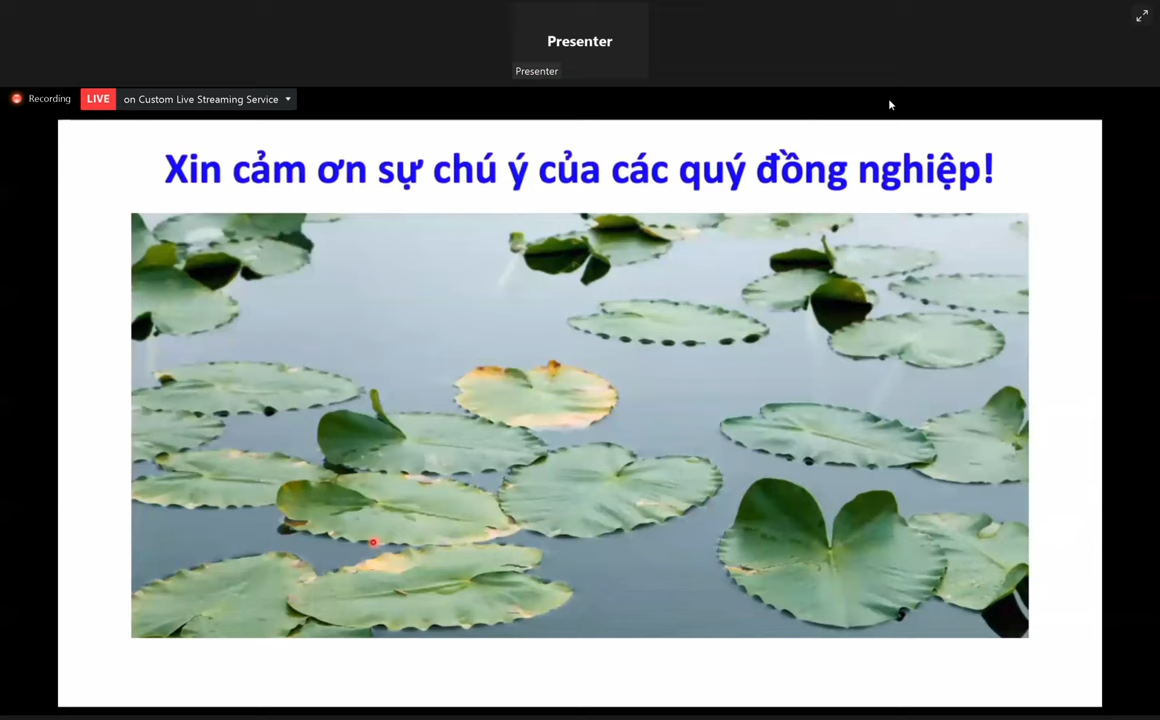 Presenter
Presenter
Recording
LIVE on Custom Live Streaming Service
Xin cảm ơn sự chú ý của các quý đồng nghiệp!